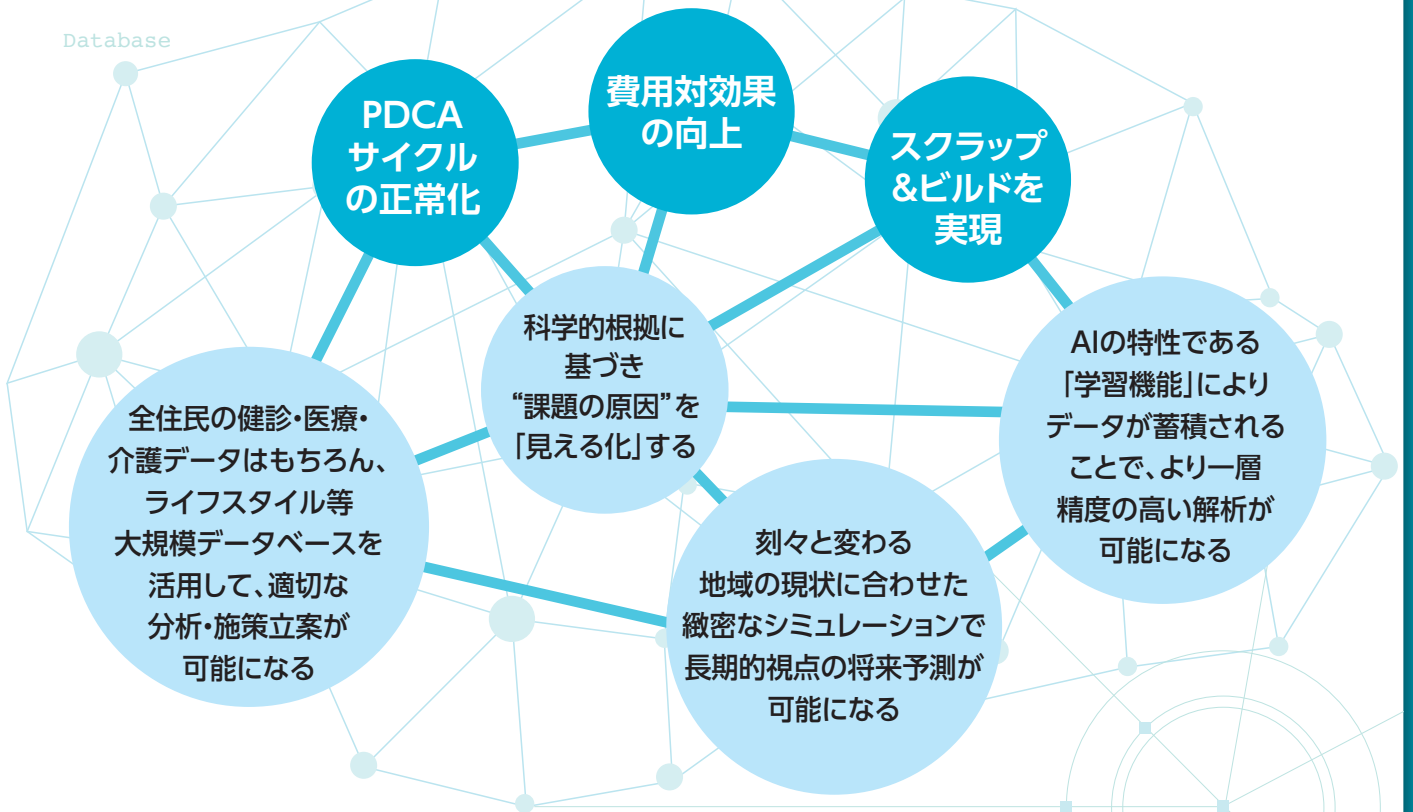 Database
PDCA
サイクル
の正常化
費用対効果
の向上
スクラップ
&ビルドを
実現
科学的根拠に
基づき
“課題の原因”を
「見える化」する
AIの特性である
「学習機能」により
データが蓄積される
ことで、より一層
精度の高い解析が
可能になる
全住民の健診・医療・
介護データはもちろん、
ライフスタイル等
大規模データベースを
活用して、適切な
分析・施策立案が
可能になる
刻々と変わる
地域の現状に合わせた
緻密なシミュレーションで
長期的視点の将来予測が
可能になる